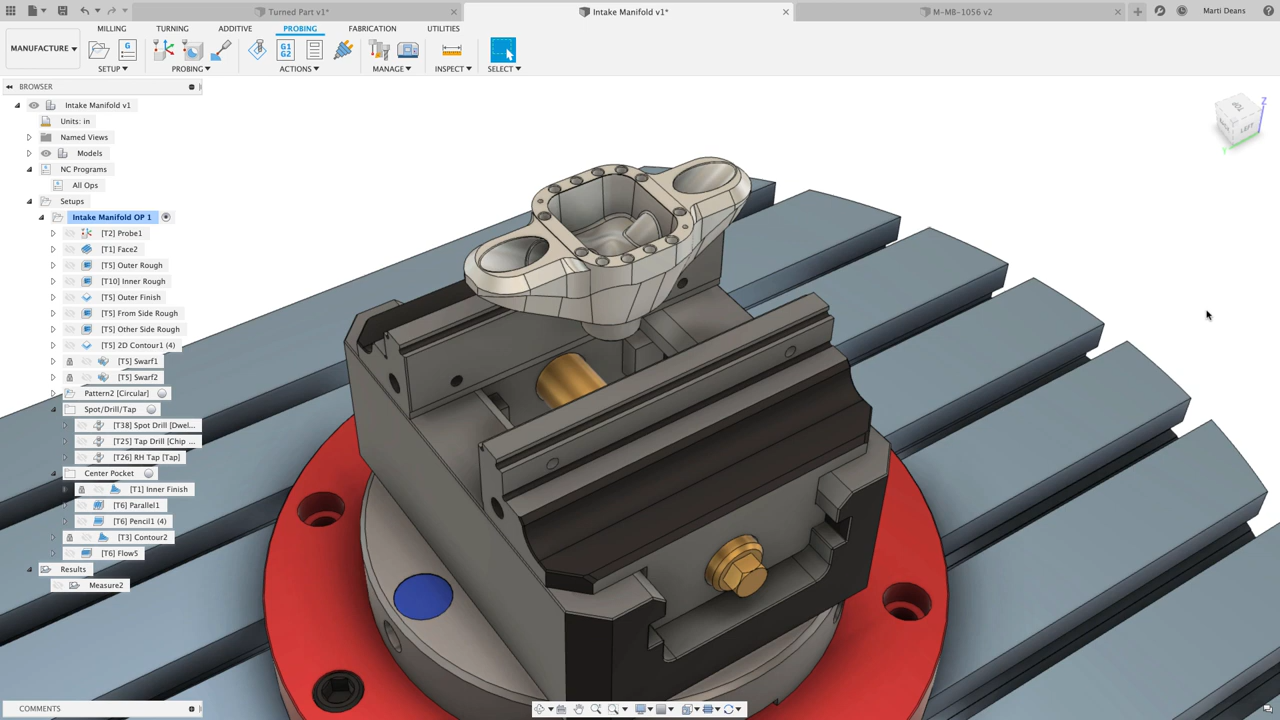 Turned Part v1*
Intake Manifold v1*
M-MB-1056 v2
Marti Deans
MANUFACTURE
MILLING
TURNING
ADDITIVE
PROBING
FABRICATION
UTILITIES
G
G1
G2
SETUP
PROBING
ACTIONS
MANAGE
INSPECT
SELECT
BROWSER
Intake Manifold v1
Units: in
Named Views
Models
NC Programs
All Ops
Setups
Intake Manifold OP 1
[T2] Probe1
[T1] Face2
[T5] Outer Rough
[T10] Inner Rough
[T5] Outer Finish
[T5] From Side Rough
[T5] Other Side Rough
[T5] 2D Contour1 (4)
[T5] Swarf1
[T5] Swarf2
Pattern2 [Circular]
Spot/Drill/Tap
[T38] Spot Drill [Dwel...
[T25] Tap Drill [Chip ...
[T26] RH Tap [Tap]
Center Pocket
[T1] Inner Finish
[T6] Parallel1
[T6] Pencil1 (4)
[T3] Contour2
[T6] Flow5
Results
Measure2
Z
TOP
LEFT
Y
COMMENTS